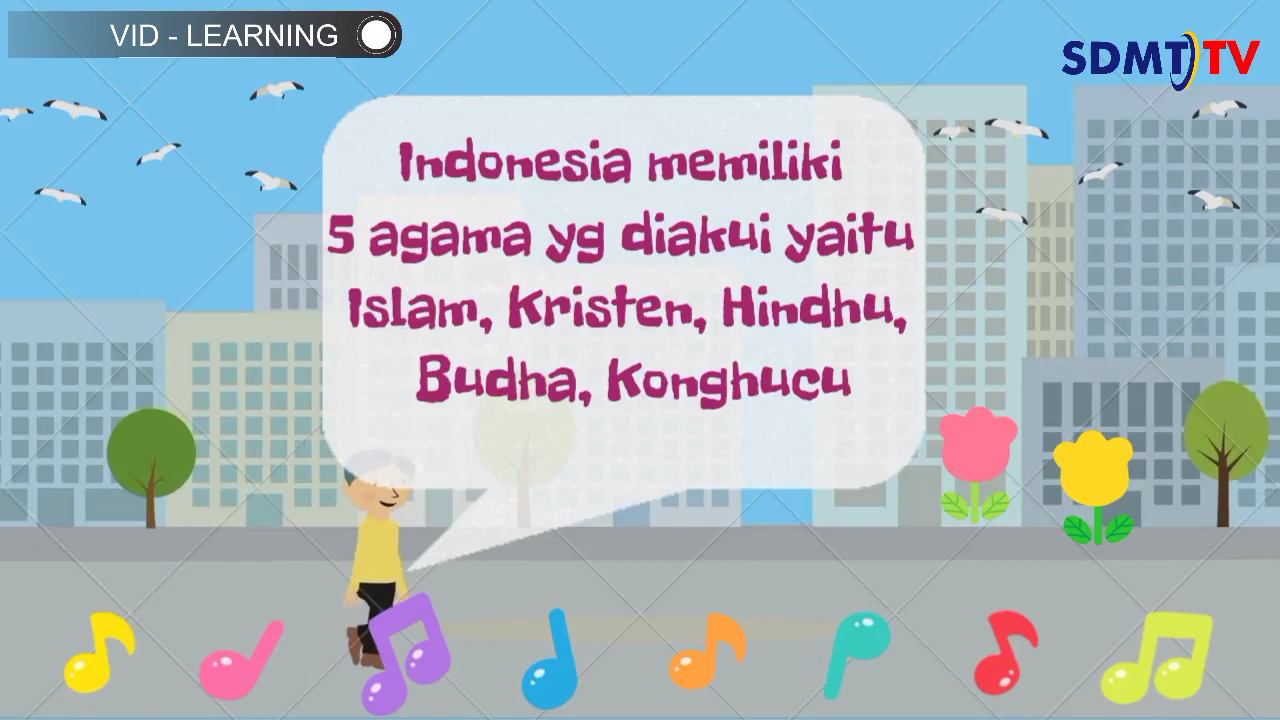 VID - LEARNING
SDMT TV
Indonesia memiliki
5 agama yg diakui yaitu
Islam, Kristen, Hindhu,
Budha, Konghucu